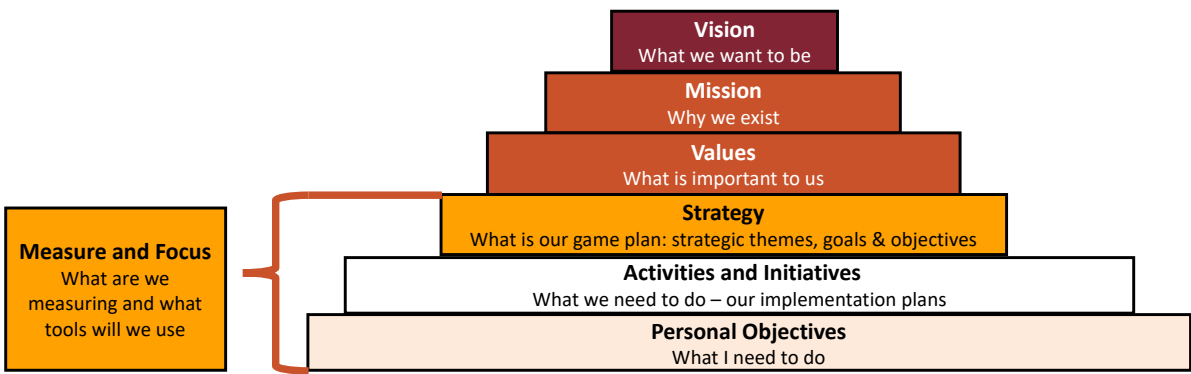 Vision
What we want to be
Mission
Why we exist
Values
What is important to us
Strategy
What is our game plan: strategic themes, goals & objectives
Activities and Initiatives
What we need to do – our implementation plans
Personal Objectives
What I need to do
Measure and Focus
What are we
measuring and what
tools will we use